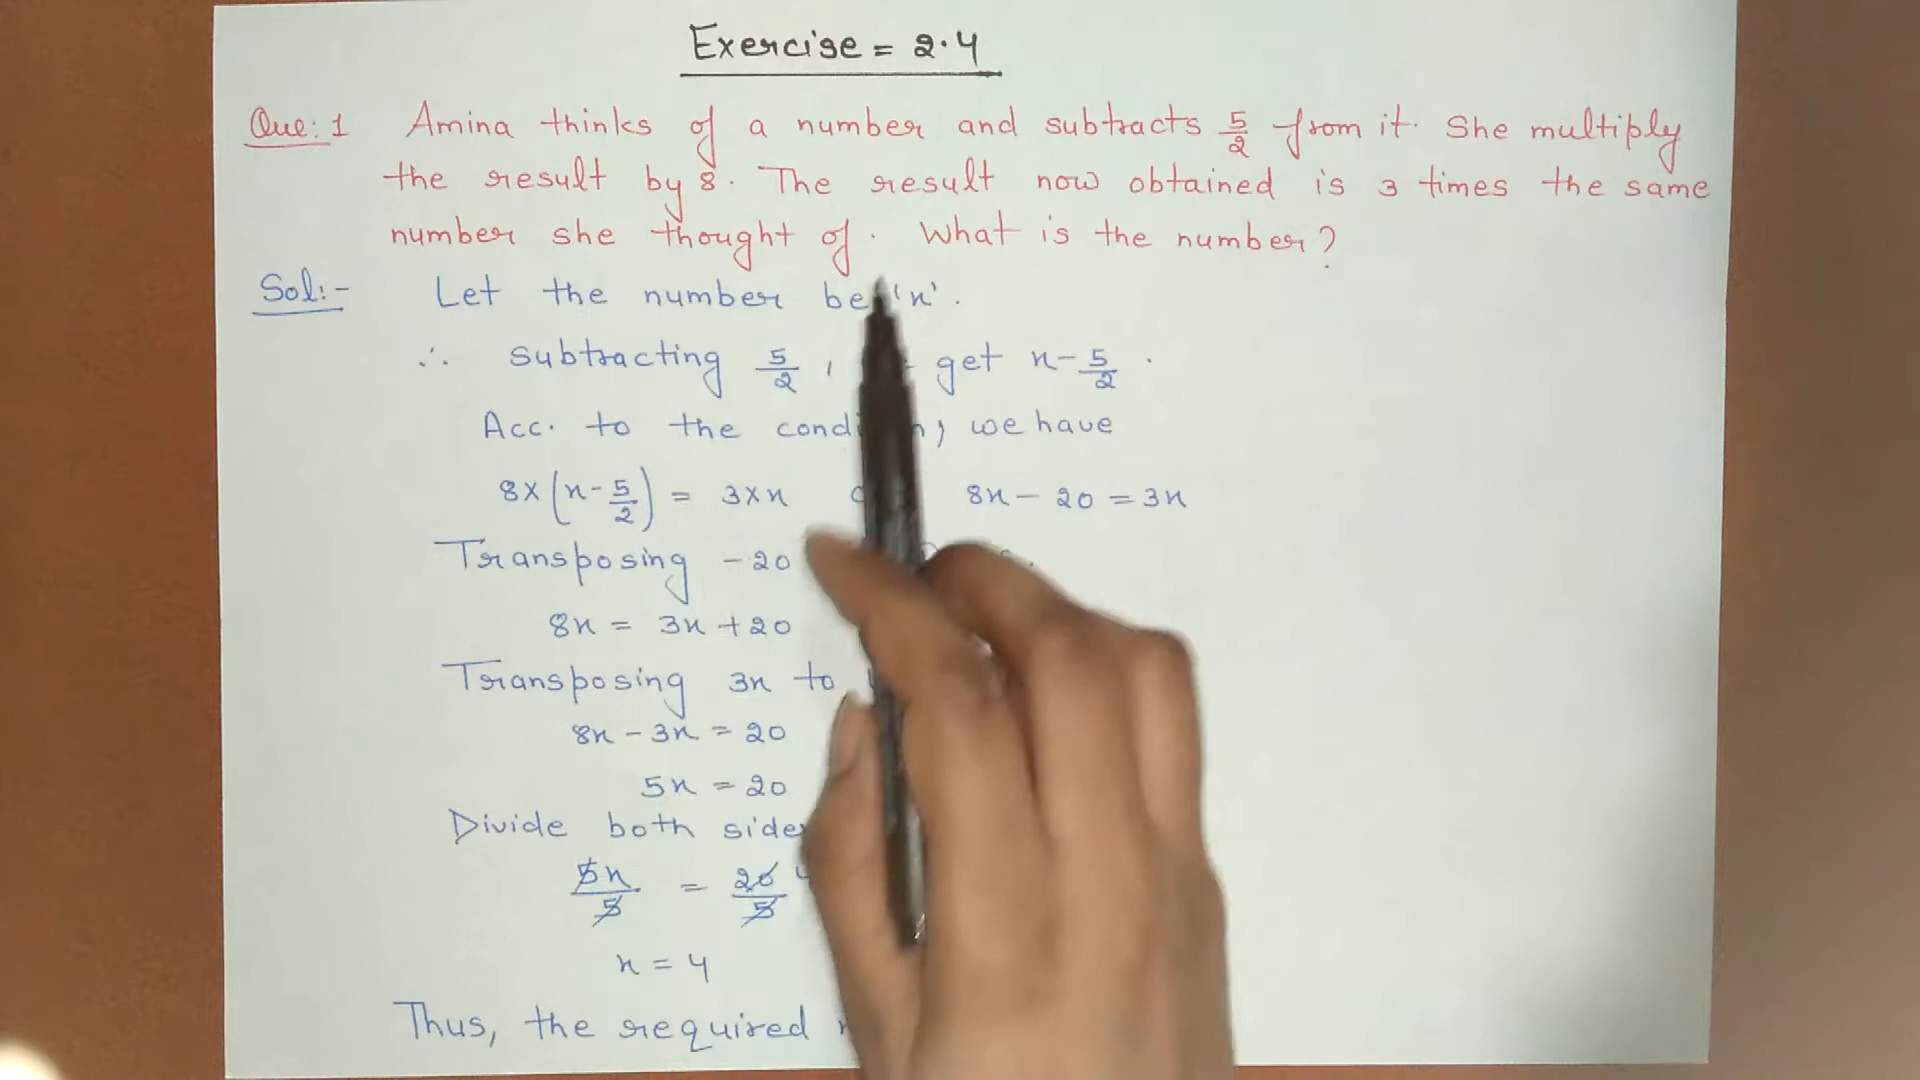 Exercise = 2.4
Que: 1 Amina thinks of a number and subtracts 5/2 from it. She multiply
the result by 8. The result now obtained is 3 times the same
number she thought of. What is the number?
Sol:- Let the number be 'x'.
∴ subtracting 5/2, get x - 5/2.
Acc. to the we have
8 × (x - 5/2) = 3 × x 8x - 20 = 3x
Transposing -20
8x = 3x + 20
Transposing 3x to
8x - 3x = 20
5x = 20
Divide both sides
5x/5 = 20/5
x = 4
Thus, the required